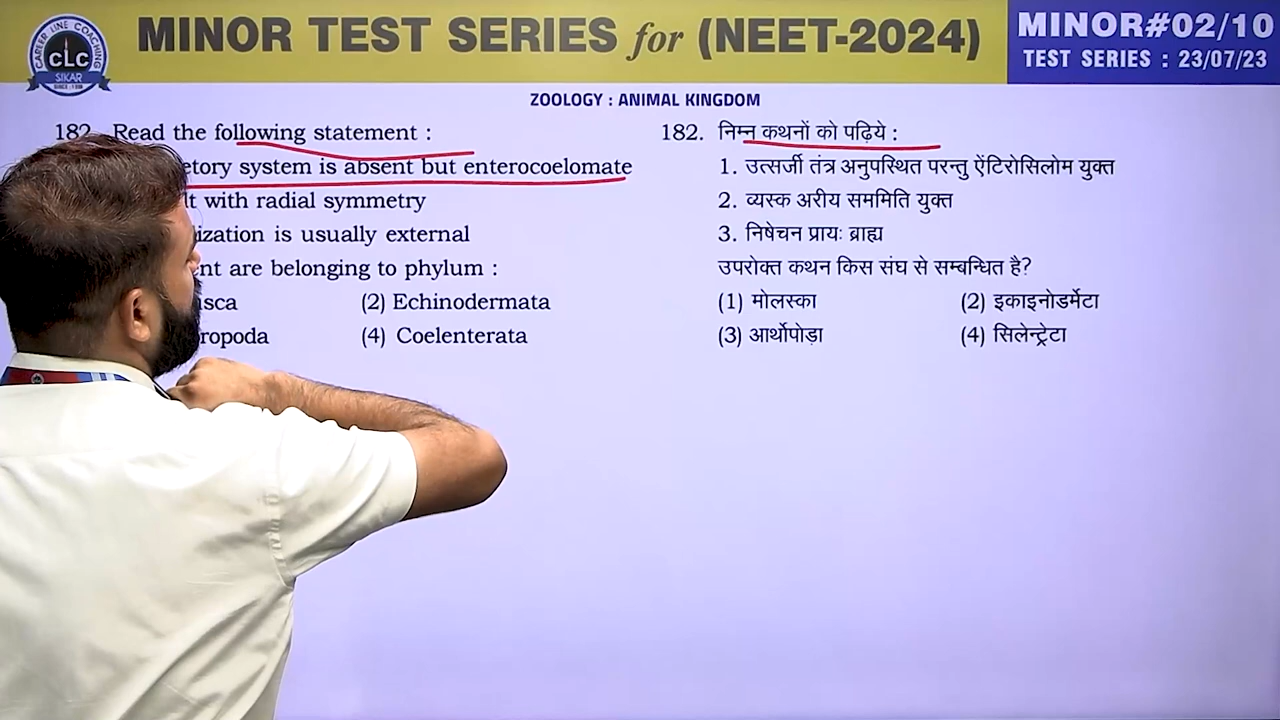 CAREER LINE COACHING
CLC
SIKAR
MINOR TEST SERIES for (NEET-2024)
MINOR#02/10
TEST SERIES : 23/07/23
ZOOLOGY : ANIMAL KINGDOM
182. Read the following statement :
etory system is absent but enterocoelomate
lt with radial symmetry
ization is usually external
ent are belonging to phylum :
sca (2) Echinodermata
ropoda (4) Coelenterata
182. निम्न कथनों को पढ़िये :
1. उत्सर्जी तंत्र अनुपस्थित परन्तु ऐंटिरोसिलोम युक्त
2. व्यस्क अरीय सममिति युक्त
3. निषेचन प्रायः ब्राह्य
उपरोक्त कथन किस संघ से सम्बन्धित है?
(1) मोलस्का (2) इकाइनोडर्मेटा
(3) आर्थोपोड़ा (4) सिलेन्ट्रेटा